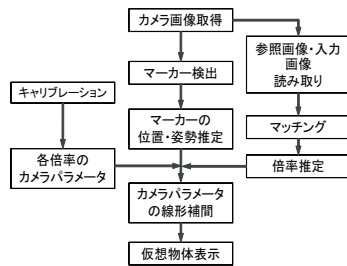 カメラ画像取得
マーカー検出
参照画像・入力
画像
読み取り
キャリブレーション
マーカーの
位置・姿勢推定
マッチング
各倍率の
カメラパラメータ
倍率推定
カメラパラメータ
の線形補間
仮想物体表示